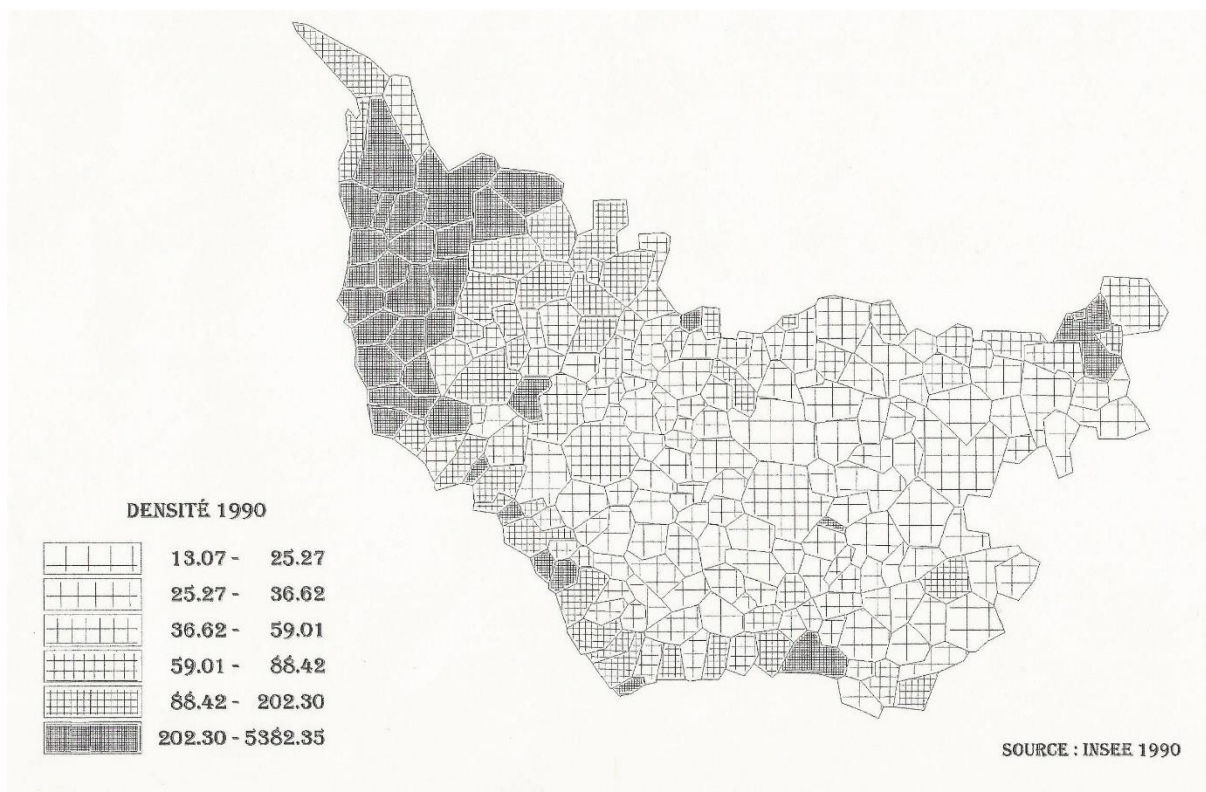 DENSITÉ 1990
13.07 - 25.27
25.27 - 36.62
36.62 - 59.01
59.01 - 88.42
88.42 - 202.30
202.30 - 5382.35
SOURCE : INSEE 1990